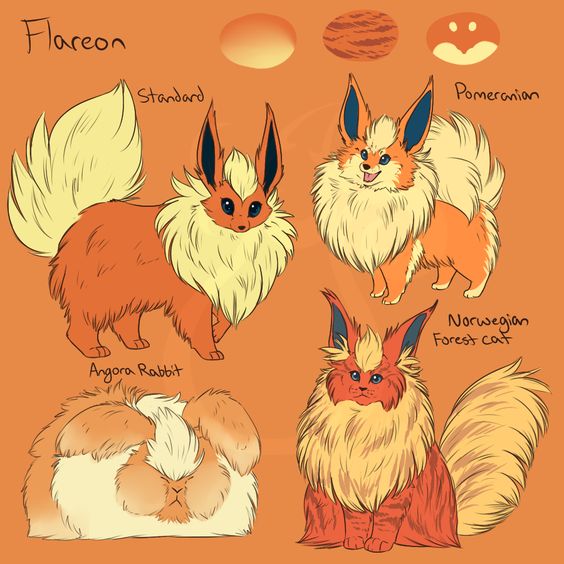 Flareon
Standard
Pomeranian
Angora Rabbit
Norwegian
Forest cat